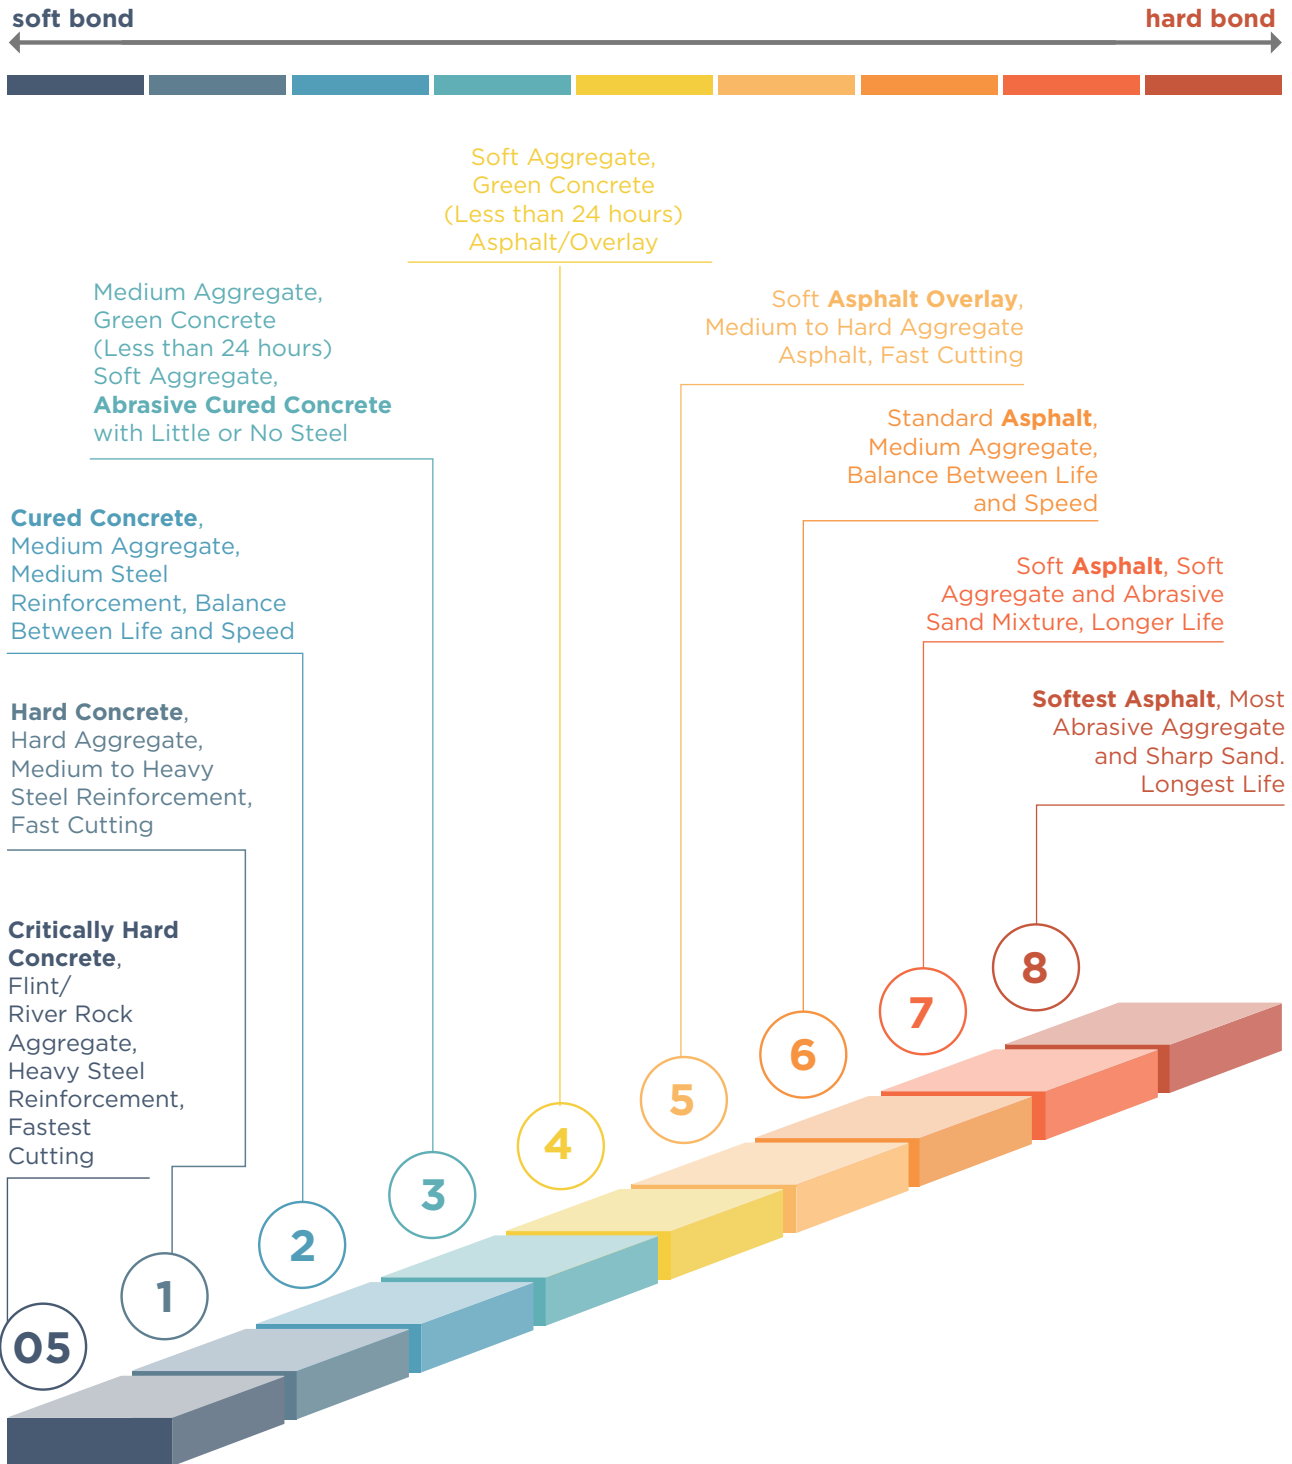 soft bond
hard bond
Soft Aggregate,
Green Concrete
(Less than 24 hours)
Asphalt/Overlay
Medium Aggregate,
Green Concrete
(Less than 24 hours)
Soft Aggregate,
Abrasive Cured Concrete
with Little or No Steel
Soft Asphalt Overlay,
Medium to Hard Aggregate
Asphalt, Fast Cutting
Standard Asphalt,
Medium Aggregate,
Balance Between Life
and Speed
Cured Concrete,
Medium Aggregate,
Medium Steel
Reinforcement, Balance
Between Life and Speed
Soft Asphalt, Soft
Aggregate and Abrasive
Sand Mixture, Longer Life
Hard Concrete,
Hard Aggregate,
Medium to Heavy
Steel Reinforcement,
Fast Cutting
Softest Asphalt, Most
Abrasive Aggregate
and Sharp Sand.
Longest Life
Critically Hard
Concrete,
Flint/
River Rock
Aggregate,
Heavy Steel
Reinforcement,
Fastest
Cutting
05
1
2
3
4
5
6
7
8